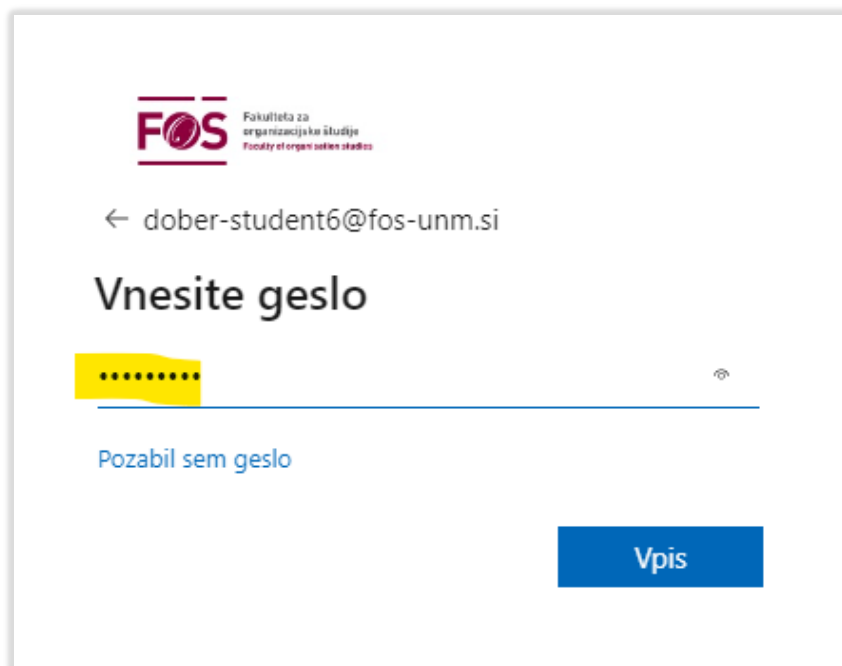 FOŠ
Fakulteta za
organizacijske študije
Faculty of organisation studies
← dober-student6@fos-unm.si
Vnesite geslo
•••••••••
Pozabil sem geslo
Vpis